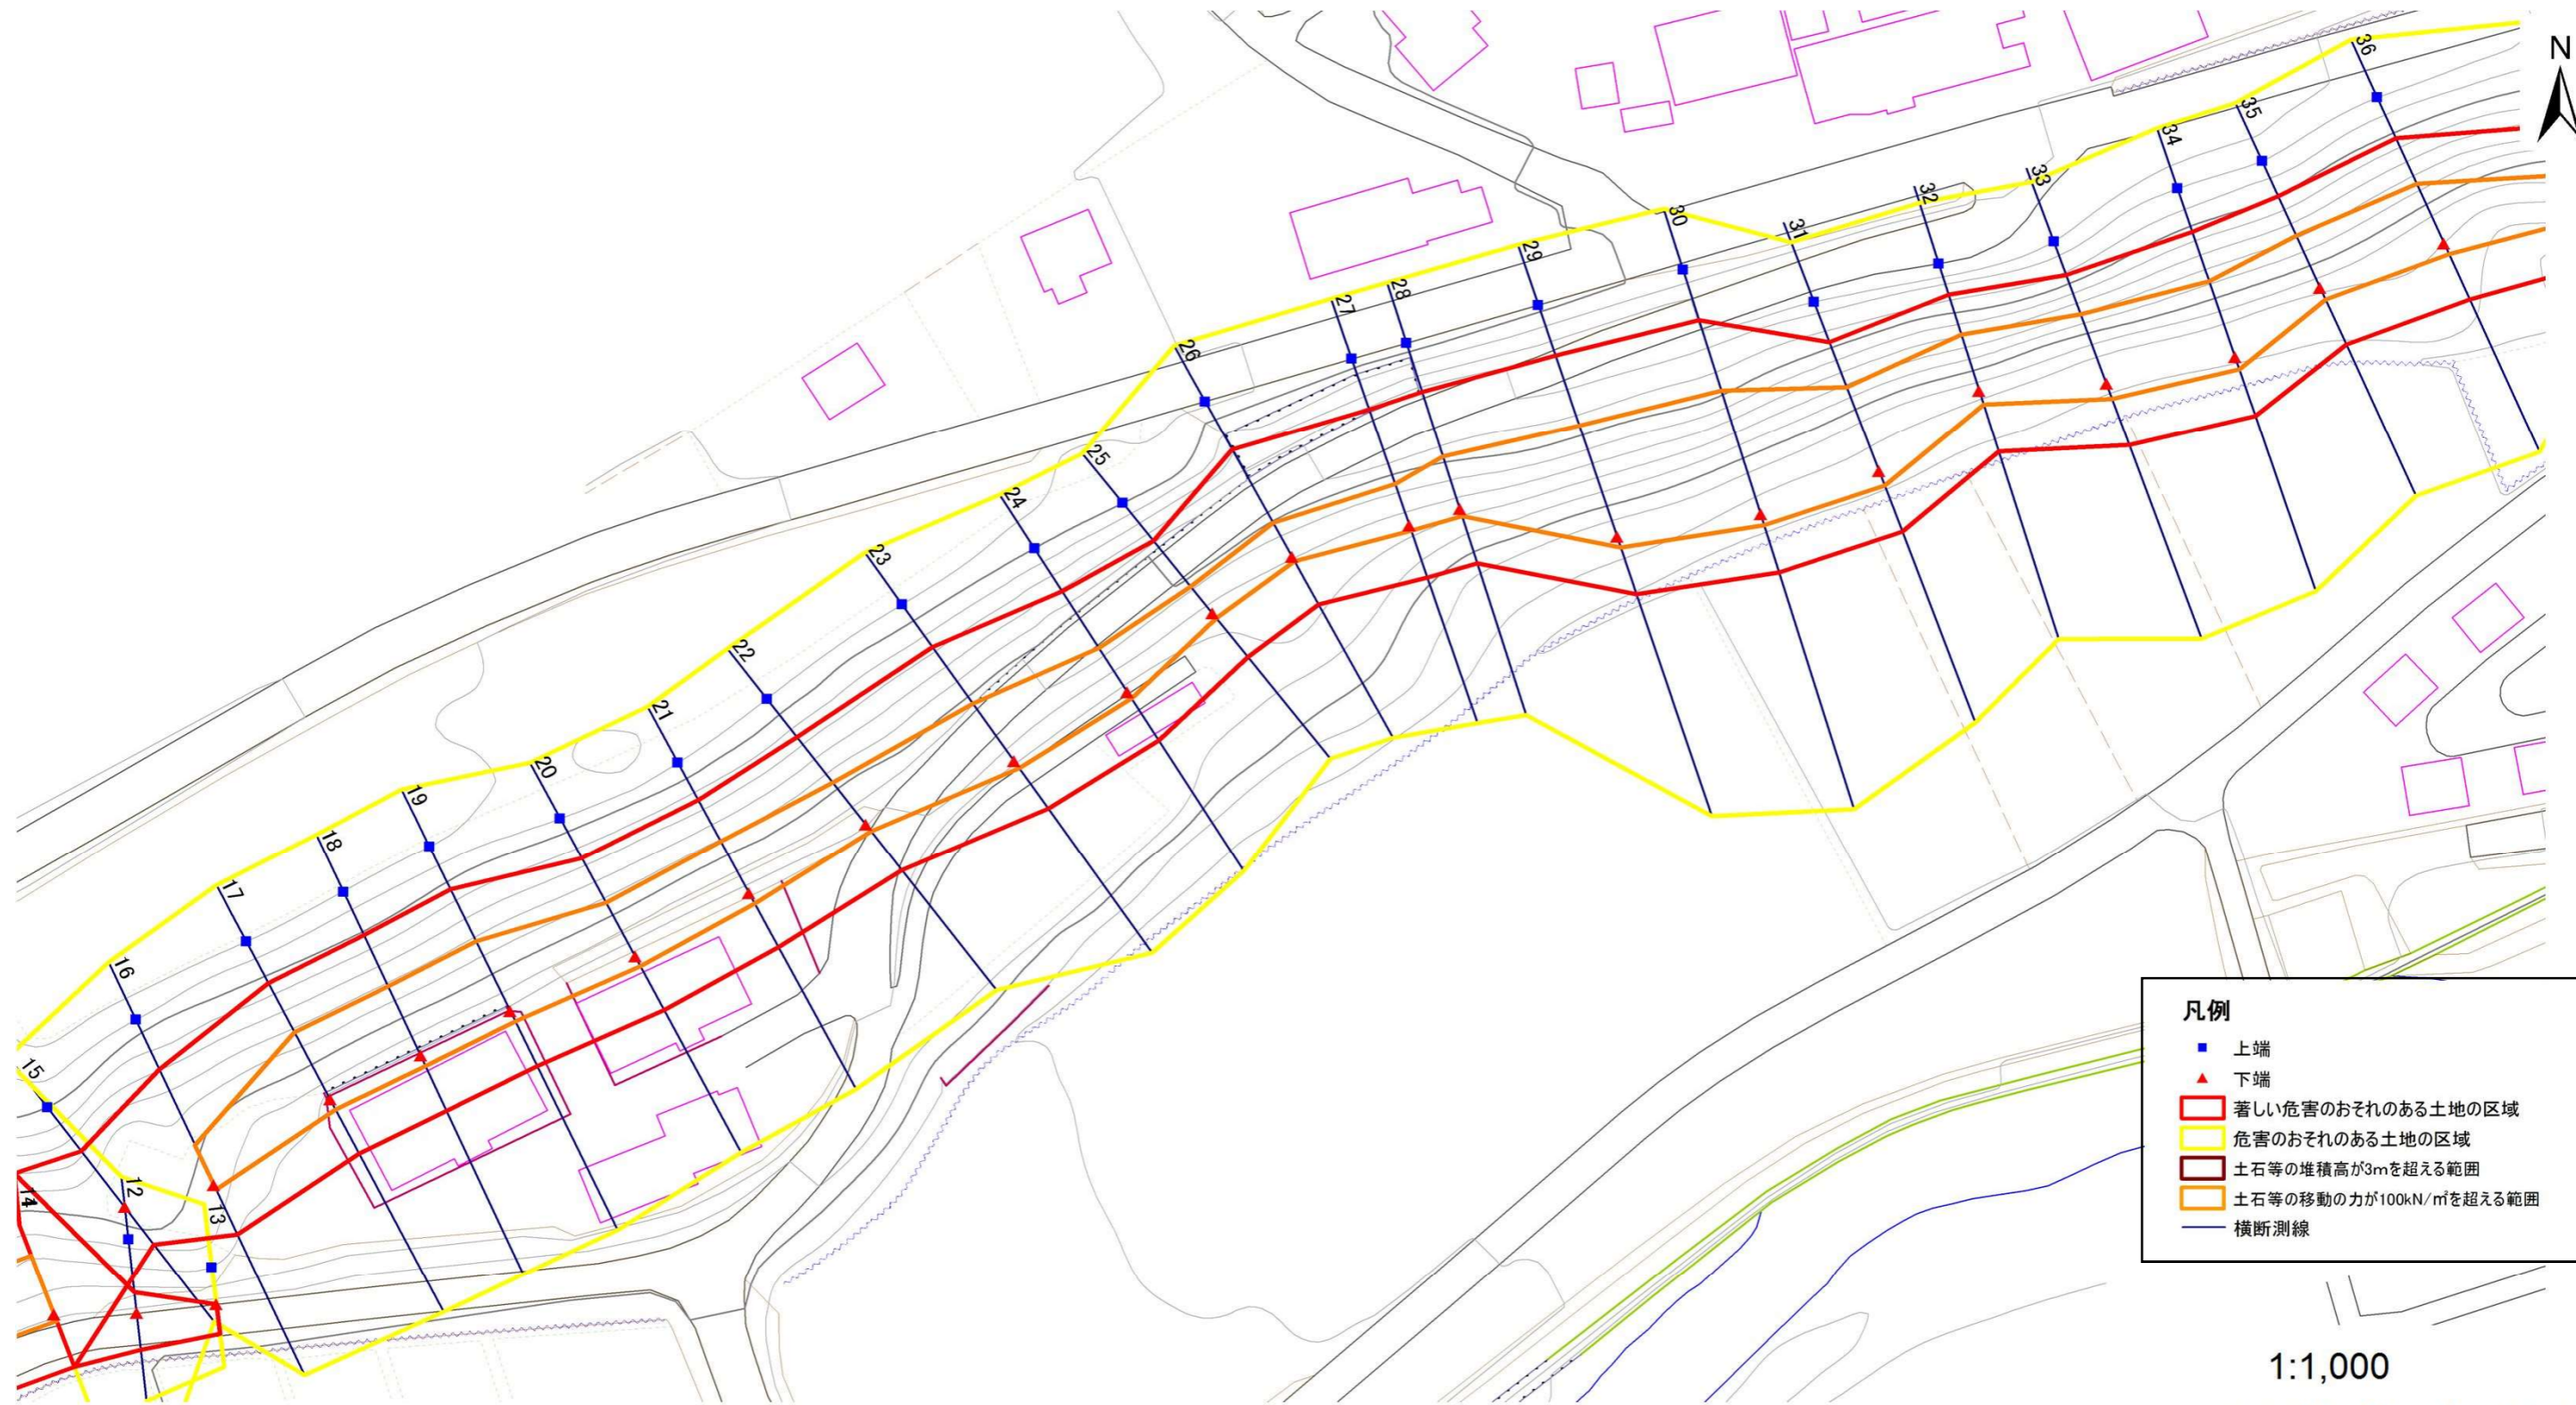 N
36
35
34
33
32
31
30
29
28
27
26
25
24
23
22
21
20
19
18
17
16
15
12
13
14
凡例
上端
下端
著しい危害のおそれのある土地の区域
危害のおそれのある土地の区域
土石等の堆積高が3mを超える範囲
土石等の移動の力が100kN/㎡を超える範囲
横断測線
1:1,000